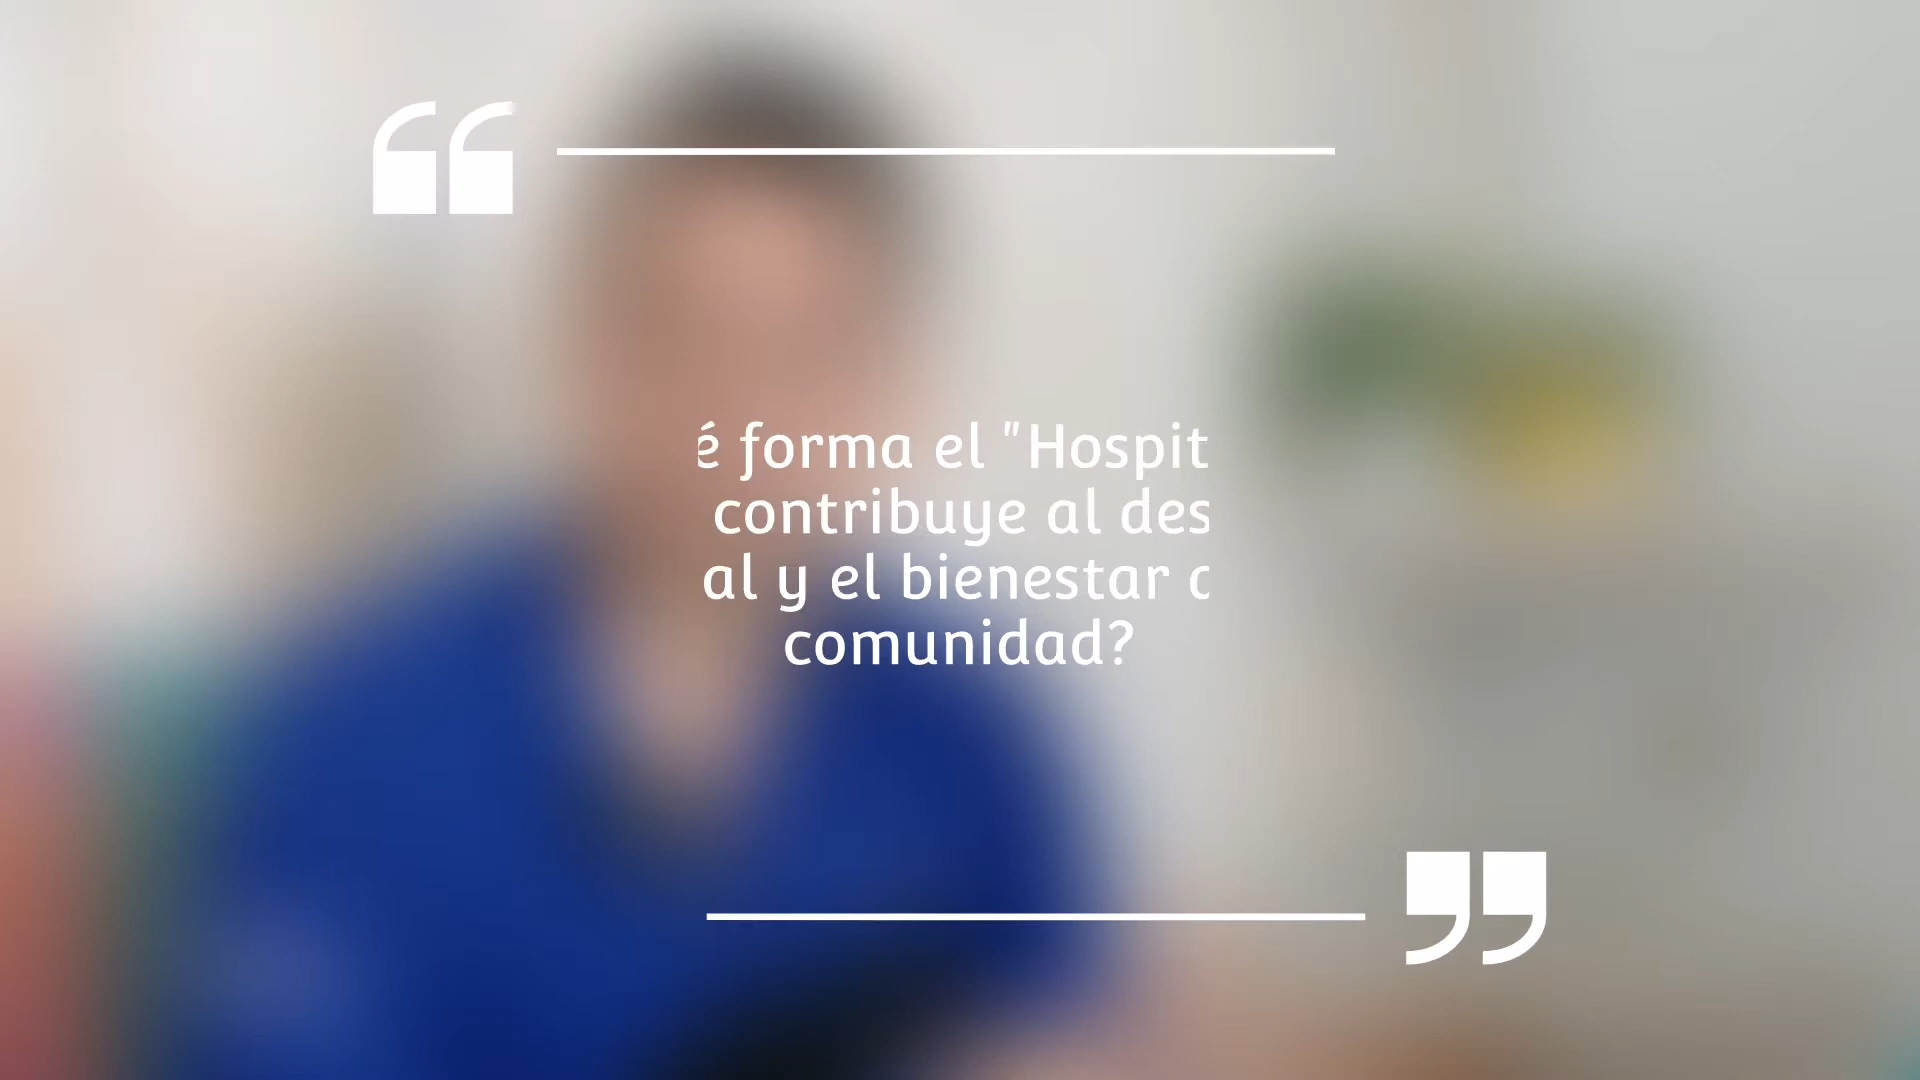 é forma el "Hospit
contribuye al des
al y el bienestar
comunidad?